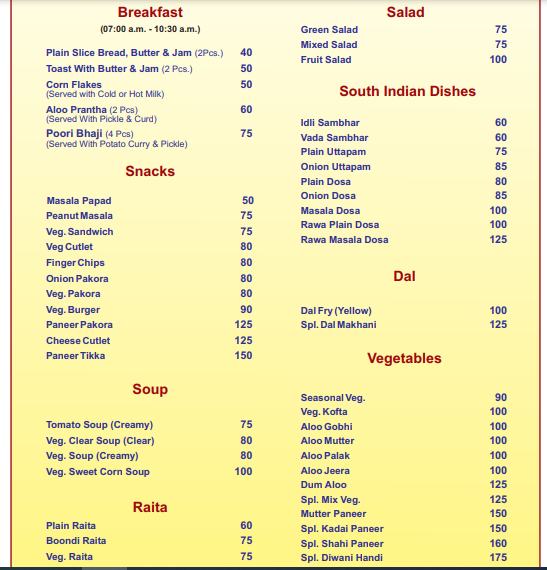 Breakfast
(07:00 a.m. - 10:30 a.m.)
Plain Slice Bread, Butter & Jam (2Pcs.) 40
Toast With Butter & Jam (2 Pcs.) 50
Corn Flakes 50
(Served with Cold or Hot Milk)
Aloo Prantha (2 Pcs) 60
(Served With Pickle & Curd)
Poori Bhaji (4 Pcs) 75
(Served With Potato Curry & Pickle)
Snacks
Masala Papad 50
Peanut Masala 75
Veg. Sandwich 75
Veg Cutlet 80
Finger Chips 80
Onion Pakora 80
Veg. Pakora 80
Veg. Burger 90
Paneer Pakora 125
Cheese Cutlet 125
Paneer Tikka 150
Soup
Tomato Soup (Creamy) 75
Veg. Clear Soup (Clear) 80
Veg. Soup (Creamy) 80
Veg. Sweet Corn Soup 100
Raita
Plain Raita 60
Boondi Raita 75
Veg. Raita 75
Salad
Green Salad 75
Mixed Salad 75
Fruit Salad 100
South Indian Dishes
Idli Sambhar 60
Vada Sambhar 60
Plain Uttapam 75
Onion Uttapam 85
Plain Dosa 80
Onion Dosa 85
Masala Dosa 100
Rawa Plain Dosa 100
Rawa Masala Dosa 125
Dal
Dal Fry (Yellow) 100
Spl. Dal Makhani 125
Vegetables
Seasonal Veg. 90
Veg. Kofta 100
Aloo Gobhi 100
Aloo Mutter 100
Aloo Palak 100
Aloo Jeera 100
Dum Aloo 125
Spl. Mix Veg. 125
Mutter Paneer 150
Spl. Kadai Paneer 150
Spl. Shahi Paneer 160
Spl. Diwani Handi 175